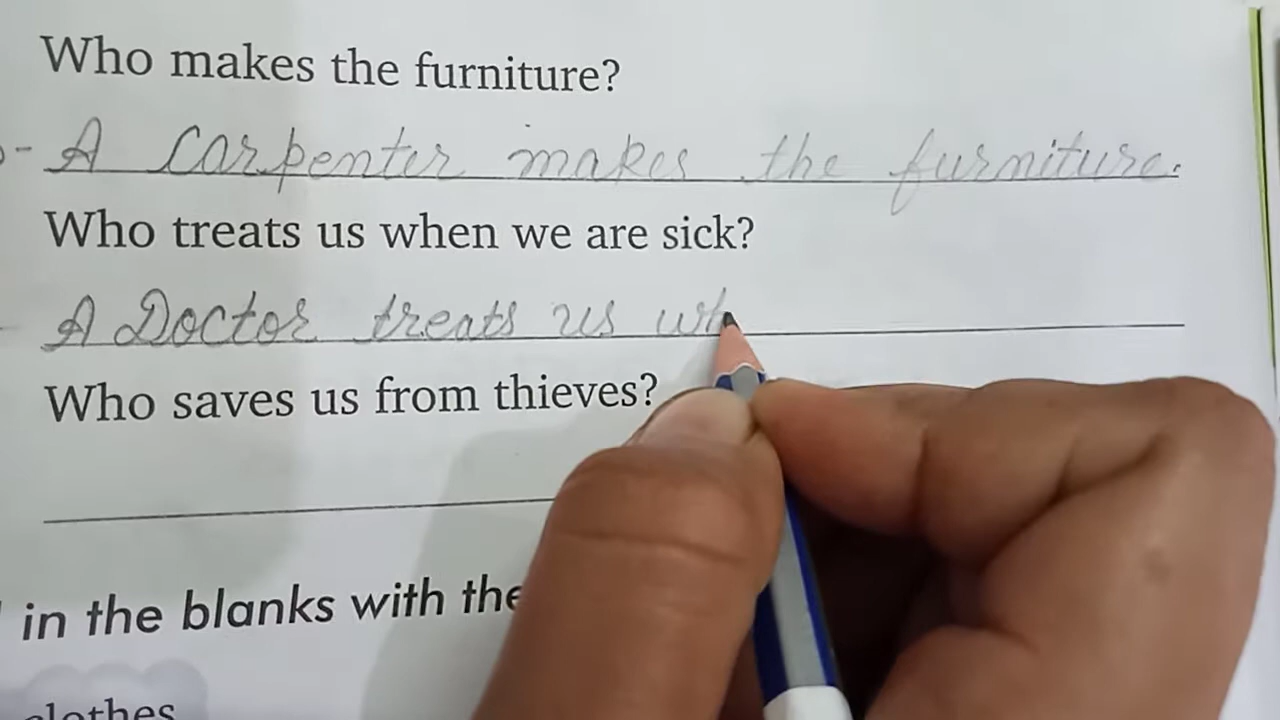 Who makes the furniture?
A Carpenter makes the furniture.
Who treats us when we are sick?
A Doctor treats us wh
Who saves us from thieves?
in the blanks with the
clothes